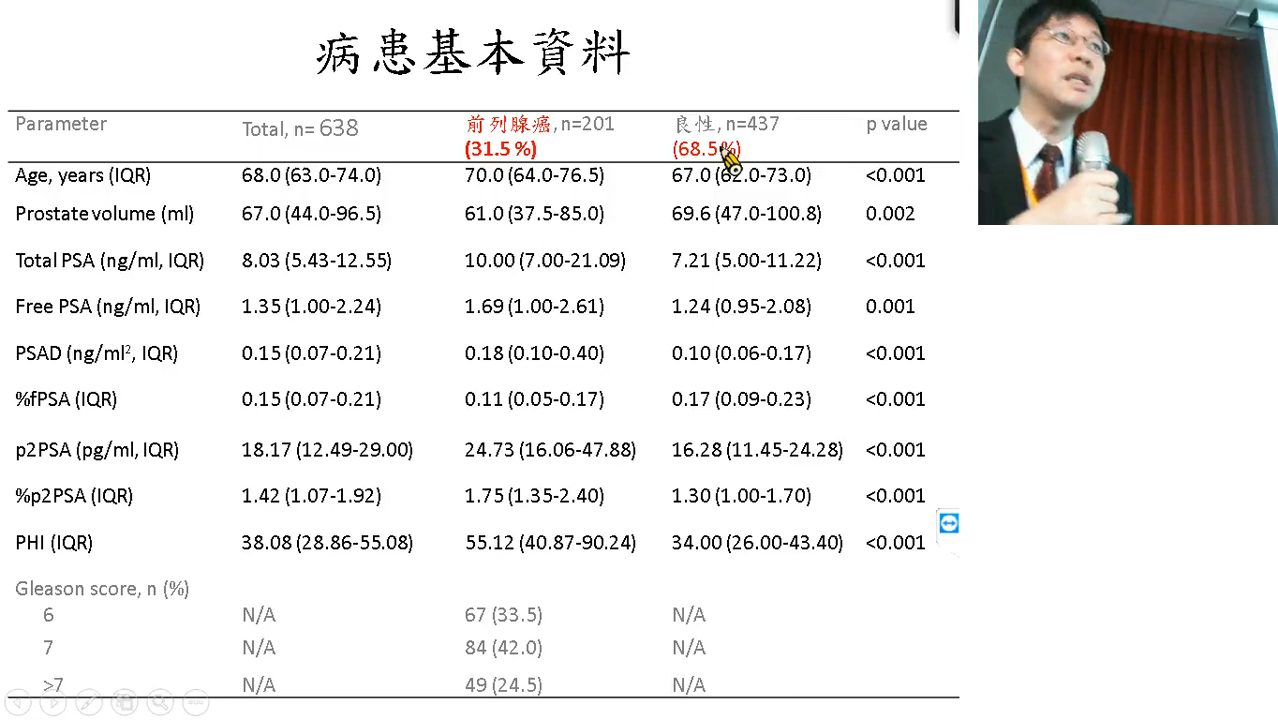 病患基本資料
Parameter Total, n= 638 前列腺癌, n=201 (31.5 %) 良性, n=437 (68.5%) p value
Age, years (IQR) 68.0 (63.0-74.0) 70.0 (64.0-76.5) 67.0 (62.0-73.0) <0.001
Prostate volume (ml) 67.0 (44.0-96.5) 61.0 (37.5-85.0) 69.6 (47.0-100.8) 0.002
Total PSA (ng/ml, IQR) 8.03 (5.43-12.55) 10.00 (7.00-21.09) 7.21 (5.00-11.22) <0.001
Free PSA (ng/ml, IQR) 1.35 (1.00-2.24) 1.69 (1.00-2.61) 1.24 (0.95-2.08) 0.001
PSAD (ng/ml², IQR) 0.15 (0.07-0.21) 0.18 (0.10-0.40) 0.10 (0.06-0.17) <0.001
%fPSA (IQR) 0.15 (0.07-0.21) 0.11 (0.05-0.17) 0.17 (0.09-0.23) <0.001
p2PSA (pg/ml, IQR) 18.17 (12.49-29.00) 24.73 (16.06-47.88) 16.28 (11.45-24.28) <0.001
%p2PSA (IQR) 1.42 (1.07-1.92) 1.75 (1.35-2.40) 1.30 (1.00-1.70) <0.001
PHI (IQR) 38.08 (28.86-55.08) 55.12 (40.87-90.24) 34.00 (26.00-43.40) <0.001
Gleason score, n (%)
6 N/A 67 (33.5) N/A
7 N/A 84 (42.0) N/A
>7 N/A 49 (24.5) N/A